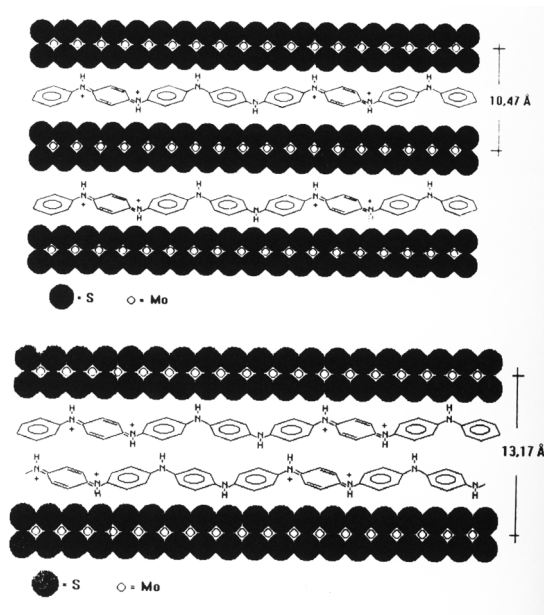 H H H H
N N N N
+ + + +
N N N
H H H
10,47 Å
H H H H
N N N N
+ + + +
N N N
H H H
= S = Mo
H H H H
N N N N
+ + + +
N N N
H H H
13,17 Å
H H H H
N N N N
+ + + +
N N N N
H H H H
= S = Mo